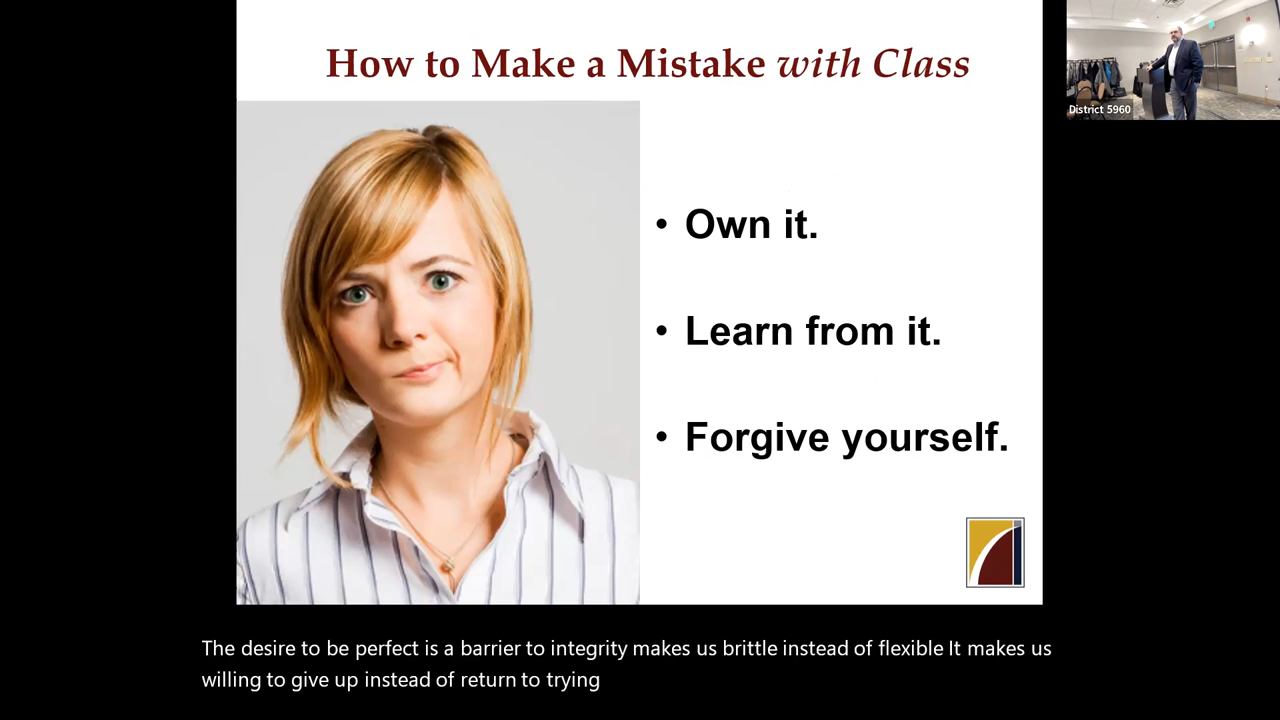 How to Make a Mistake with Class
District 5960
• Own it.
• Learn from it.
• Forgive yourself.
The desire to be perfect is a barrier to integrity makes us brittle instead of flexible It makes us
willing to give up instead of return to trying